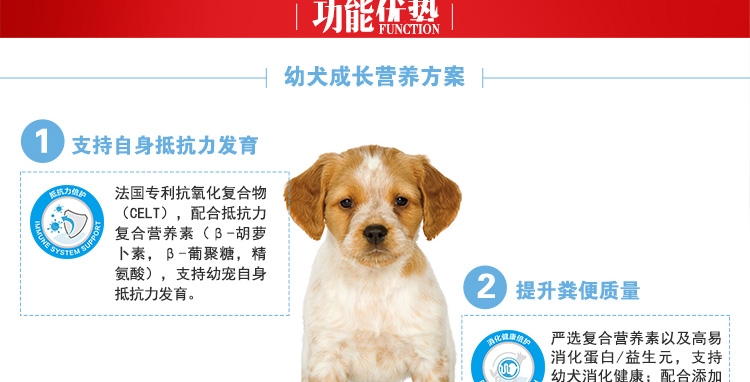 功能优势
FUNCTION
幼犬成长营养方案
1 支持自身抵抗力发育
抵抗力倍护
IMMUNE SYSTEM SUPPORT
法国专利抗氧化复合物
（CELT），配合抵抗力
复合营养素（β-胡萝
卜素，β-葡聚糖，精
氨酸），支持幼宠自身
抵抗力发育。
2 提升粪便质量
消化健康倍护
严选复合营养素以及高易
消化蛋白/益生元，支持
幼犬消化健康；配合添加